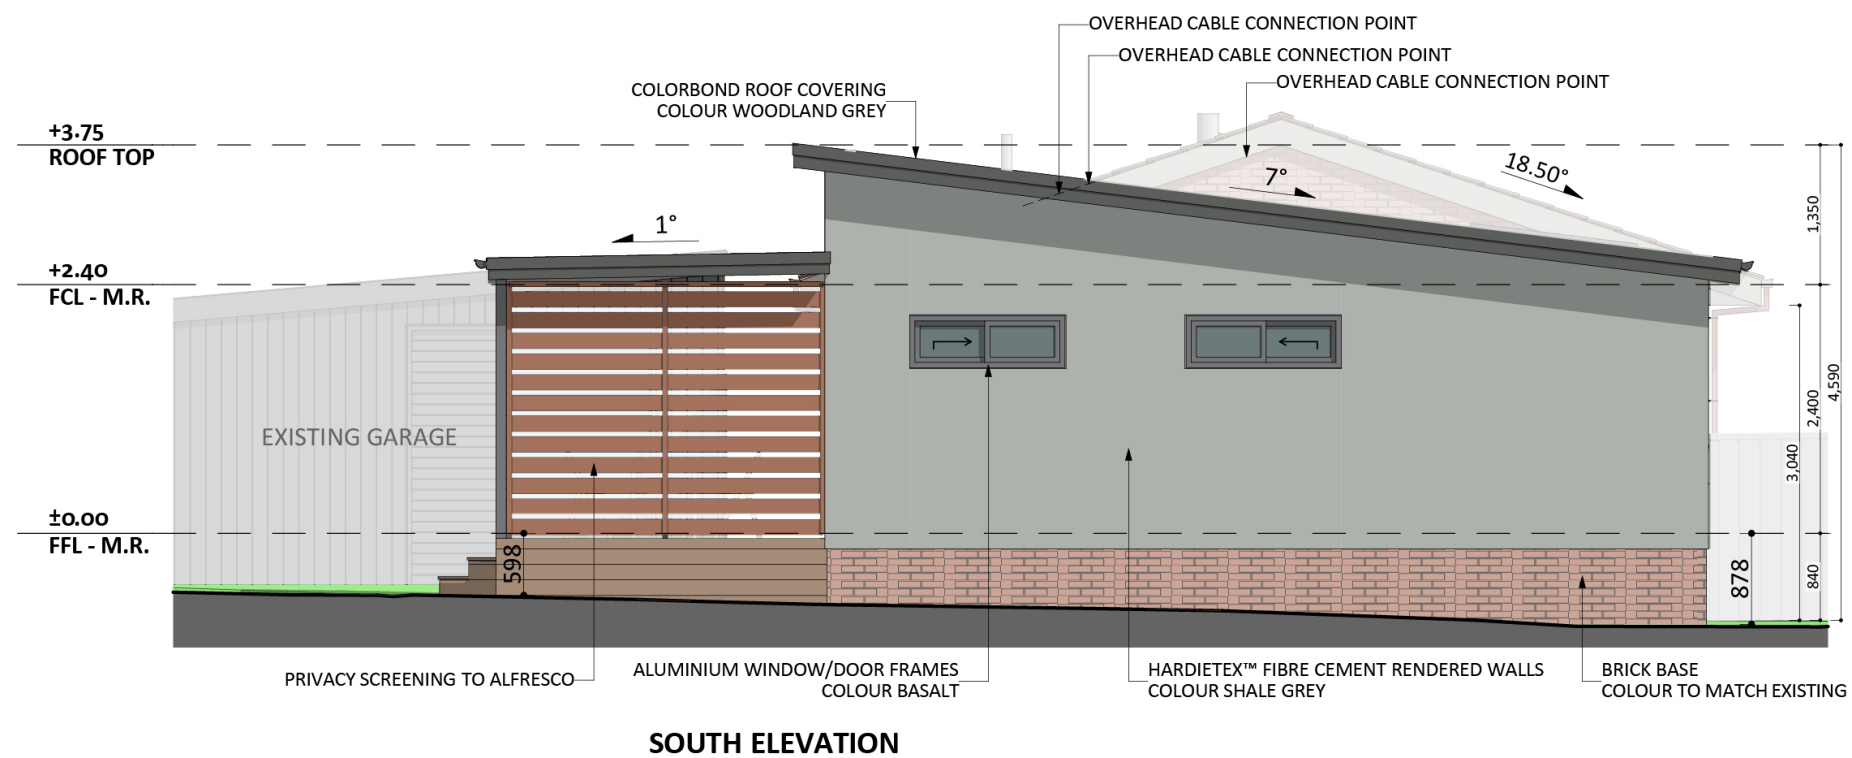 OVERHEAD CABLE CONNECTION POINT
OVERHEAD CABLE CONNECTION POINT
OVERHEAD CABLE CONNECTION POINT
COLORBOND ROOF COVERING
COLOUR WOODLAND GREY
+3.75
ROOF TOP
18.50°
7°
1,350
1°
+2.40
FCL - M.R.
EXISTING GARAGE
2,400
4,590
3,040
±0.00
FFL - M.R.
598
878
840
PRIVACY SCREENING TO ALFRESCO
ALUMINIUM WINDOW/DOOR FRAMES
COLOUR BASALT
HARDIETEX™ FIBRE CEMENT RENDERED WALLS
COLOUR SHALE GREY
BRICK BASE
COLOUR TO MATCH EXISTING
SOUTH ELEVATION